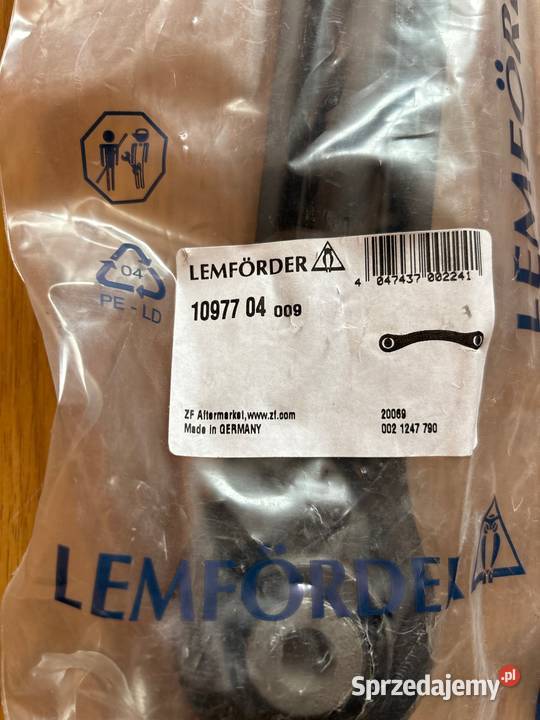 LEMFÖRDER
04
PE-LD
LEMFÖRDER
4 047437 002241
10977 04 009
ZF Aftermarket,www.zf.com
Made in GERMANY
20069
002 1247 790
LEMFÖRDER
Sprzedajemy.pl